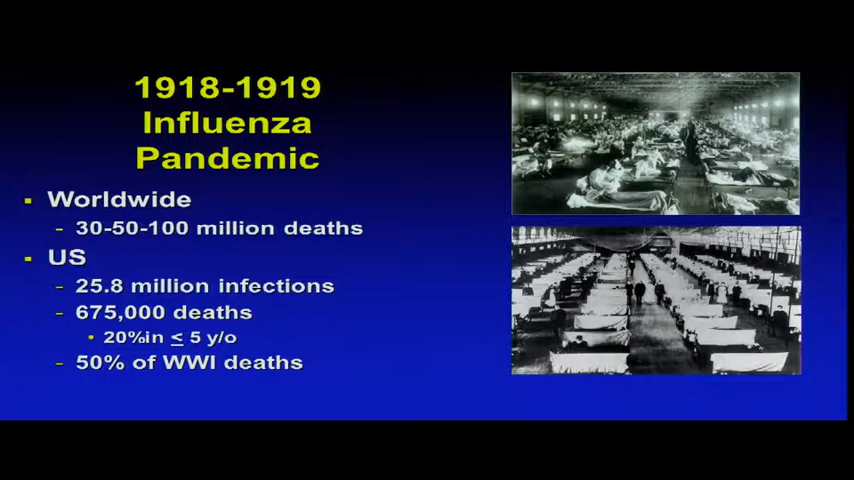 1918-1919
Influenza
Pandemic
▪ Worldwide
- 30-50-100 million deaths
▪ US
- 25.8 million infections
- 675,000 deaths
• 20%in ≤ 5 y/o
- 50% of WWI deaths